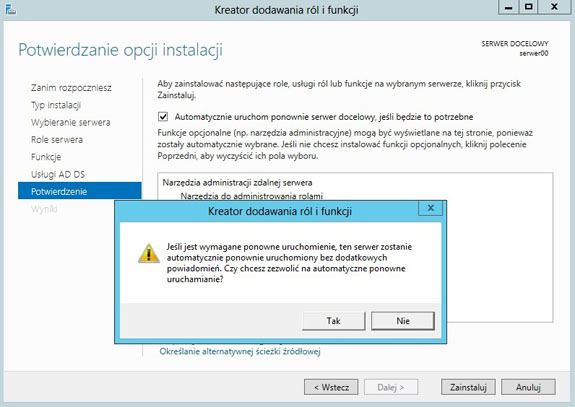 Kreator dodawania ról i funkcji
Potwierdzanie opcji instalacji
SERWER DOCELOWY
serwer00
Zanim rozpoczniesz
Typ instalacji
Wybieranie serwera
Role serwera
Funkcje
Usługi AD DS
Potwierdzenie
Wyniki
Aby zainstalować następujące role, usługi ról lub funkcje na wybranym serwerze, kliknij przycisk
Zainstaluj.
Automatycznie uruchom ponownie serwer docelowy, jeśli będzie to potrzebne
Funkcje opcjonalne (np. narzędzia administracyjne) mogą być wyświetlane na tej stronie, ponieważ
zostały automatycznie wybrane. Jeśli nie chcesz instalować funkcji opcjonalnych, kliknij polecenie
Poprzedni, aby wyczyścić ich pola wyboru.
Narzędzia administracji zdalnej serwera
Narzędzia do administrowania rolami
Kreator dodawania ról i funkcji
x
Jeśli jest wymagane ponowne uruchomienie, ten serwer zostanie
automatycznie ponownie uruchomiony bez dodatkowych
powiadomień. Czy chcesz zezwolić na automatyczne ponowne
uruchamianie?
Tak
Nie
Określanie alternatywnej ścieżki źródłowej
< Wstecz
Dalej >
Zainstaluj
Anuluj